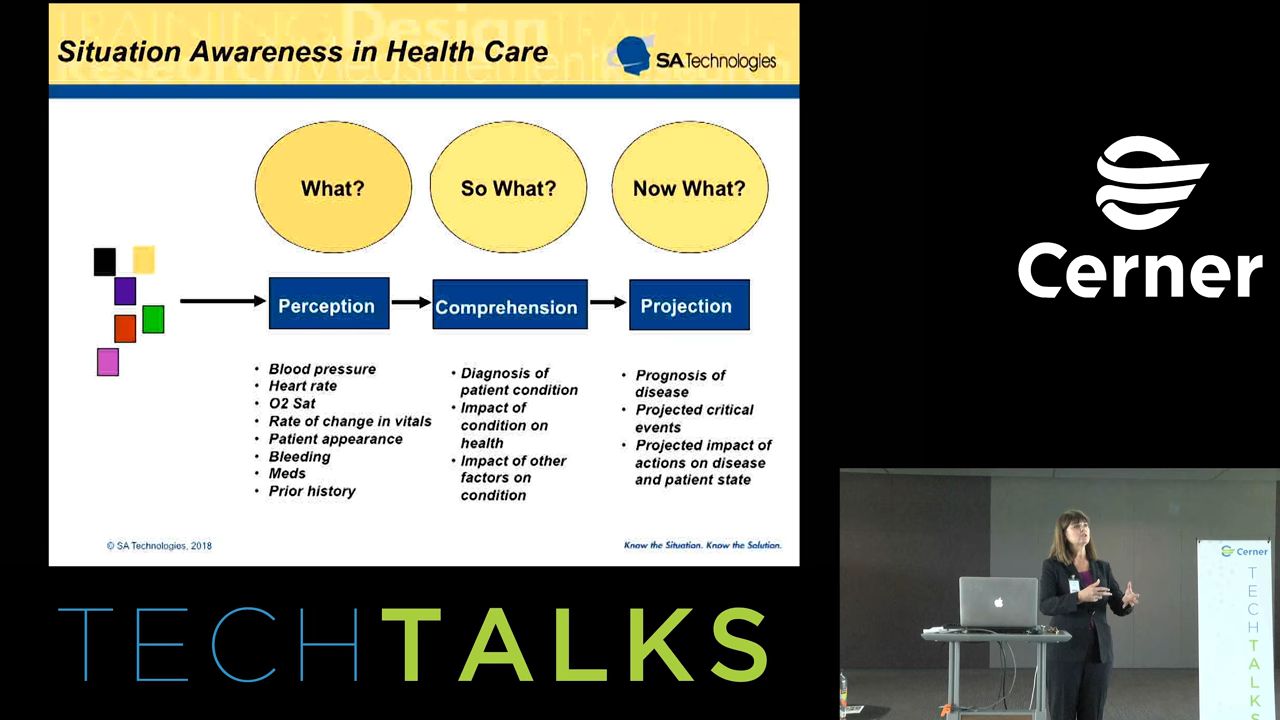 Situation Awareness in Health Care
SA Technologies
What?
So What?
Now What?
Perception
Comprehension
Projection
• Blood pressure
• Heart rate
• O2 Sat
• Rate of change in vitals
• Patient appearance
• Bleeding
• Meds
• Prior history
• Diagnosis of
patient condition
• Impact of
condition on
health
• Impact of other
factors on
condition
• Prognosis of
disease
• Projected critical
events
• Projected impact of
actions on disease
and patient state
© SA Technologies, 2018
Know the Situation. Know the Solution.
TECHTALKS
Cerner
Cerner
TECHTALKS